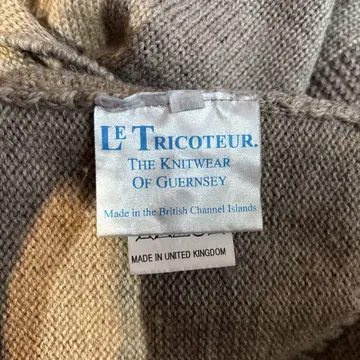 LE TRICOTEUR.
THE KNITWEAR
OF GUERNSEY
Made in the British Channel Islands
MADE IN UNITED KINGDOM